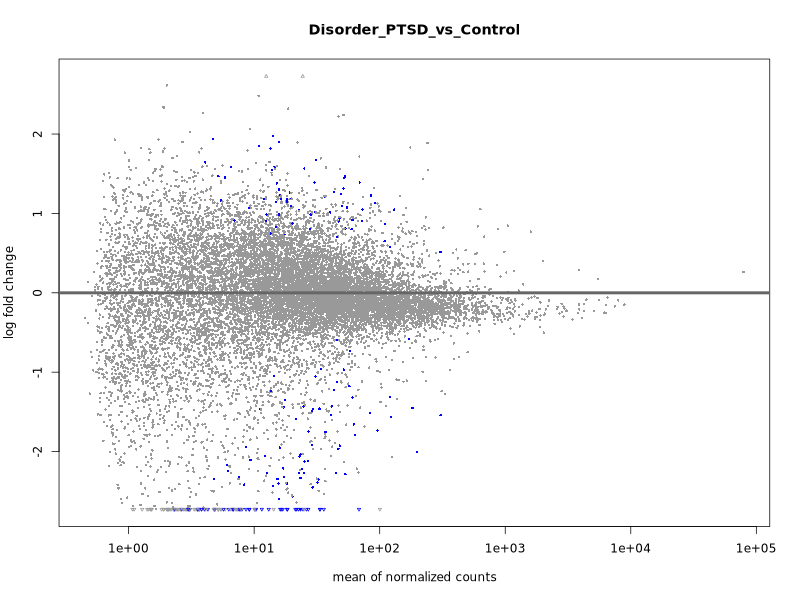 Disorder_PTSD_vs_Control
log fold change
2
1
0
-1
-2
1e+00 1e+01 1e+02 1e+03 1e+04 1e+05
mean of normalized counts